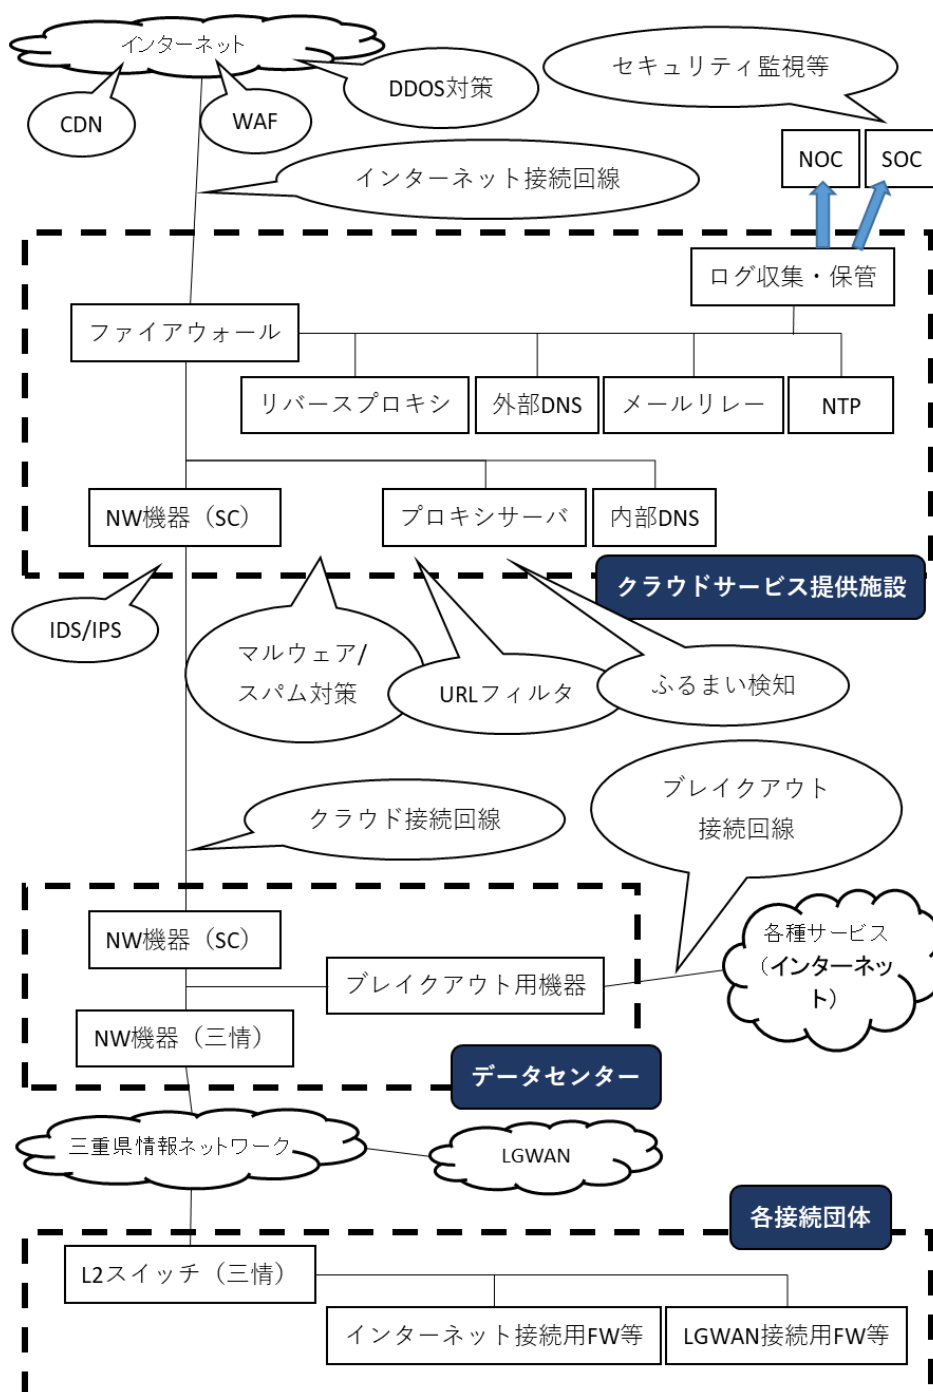 インターネット
セキュリティ監視等
DDOS対策
CDN
WAF
NOC
SOC
インターネット接続回線
ログ収集・保管
ファイアウォール
リバースプロキシ
外部DNS
メールリレー
NTP
NW機器（SC）
プロキシサーバ
内部DNS
クラウドサービス提供施設
IDS/IPS
マルウェア/
スパム対策
URLフィルタ
ふるまい検知
ブレイクアウト
接続回線
クラウド接続回線
NW機器（SC）
各種サービス
（インターネッ
ト）
ブレイクアウト用機器
NW機器（三情）
データセンター
三重県情報ネットワーク
LGWAN
各接続団体
L2スイッチ（三情）
インターネット接続用FW等
LGWAN接続用FW等